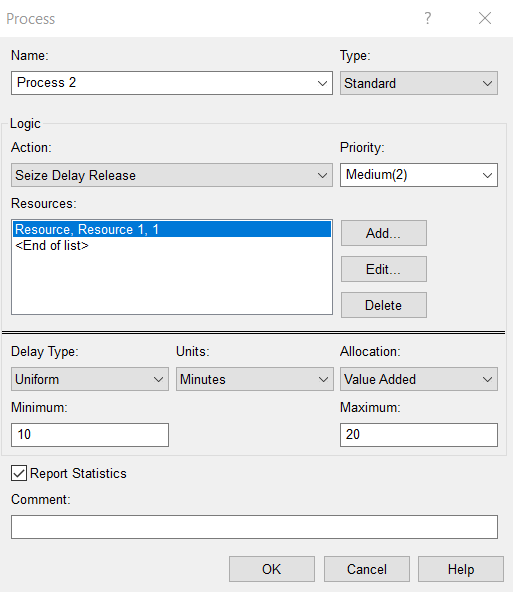 Process
Name: Type:
Process 2 Standard
Logic
Action: Priority:
Seize Delay Release Medium(2)
Resources:
Resource, Resource 1, 1
<End of list>
Add...
Edit...
Delete
Delay Type: Units: Allocation:
Uniform Minutes Value Added
Minimum: Maximum:
10 20
Report Statistics
Comment:
OK Cancel Help